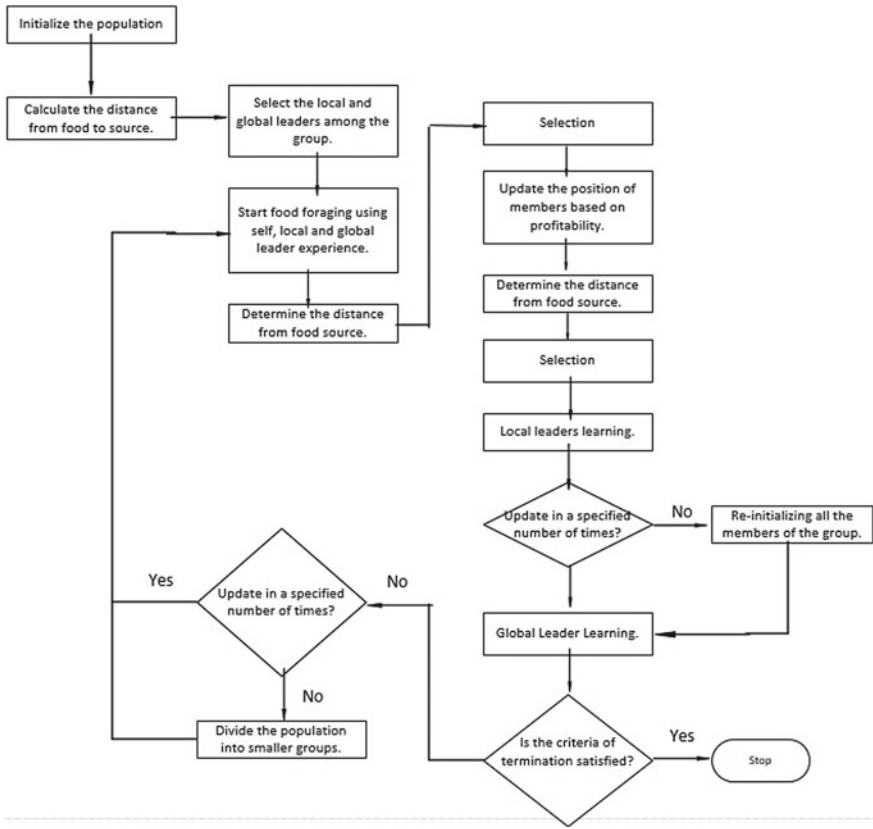 Initialize the population
Calculate the distance
from food to source.
Select the local and
global leaders among the
group.
Start food foraging using
self, local and global
leader experience.
Determine the distance
from food source.
Selection
Update the position of
members based on
profitability.
Determine the distance
from food source.
Selection
Local leaders learning.
Update in a specified
number of times?
No
Re-initializing all the
members of the group.
Global Leader Learning.
Is the criteria of
termination satisfied?
Yes
Stop
No
Update in a specified
number of times?
Yes
No
Divide the population
into smaller groups.